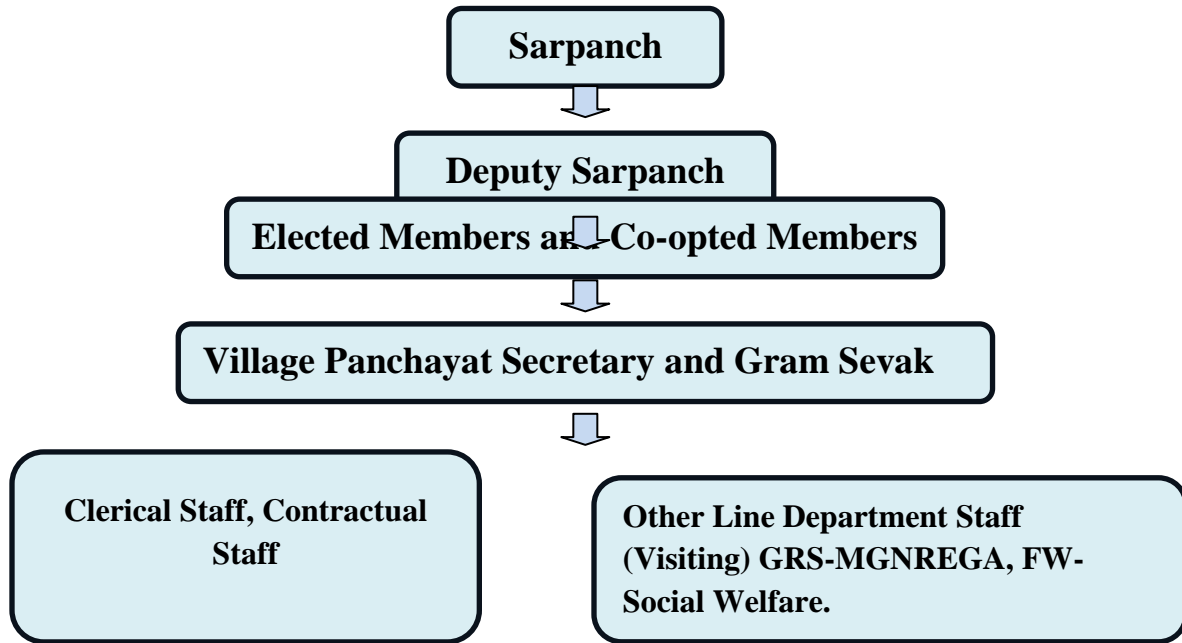 Sarpanch
Deputy Sarpanch
Elected Members and Co-opted Members
Village Panchayat Secretary and Gram Sevak
Clerical Staff, Contractual
Staff
Other Line Department Staff
(Visiting) GRS-MGNREGA, FW-
Social Welfare.